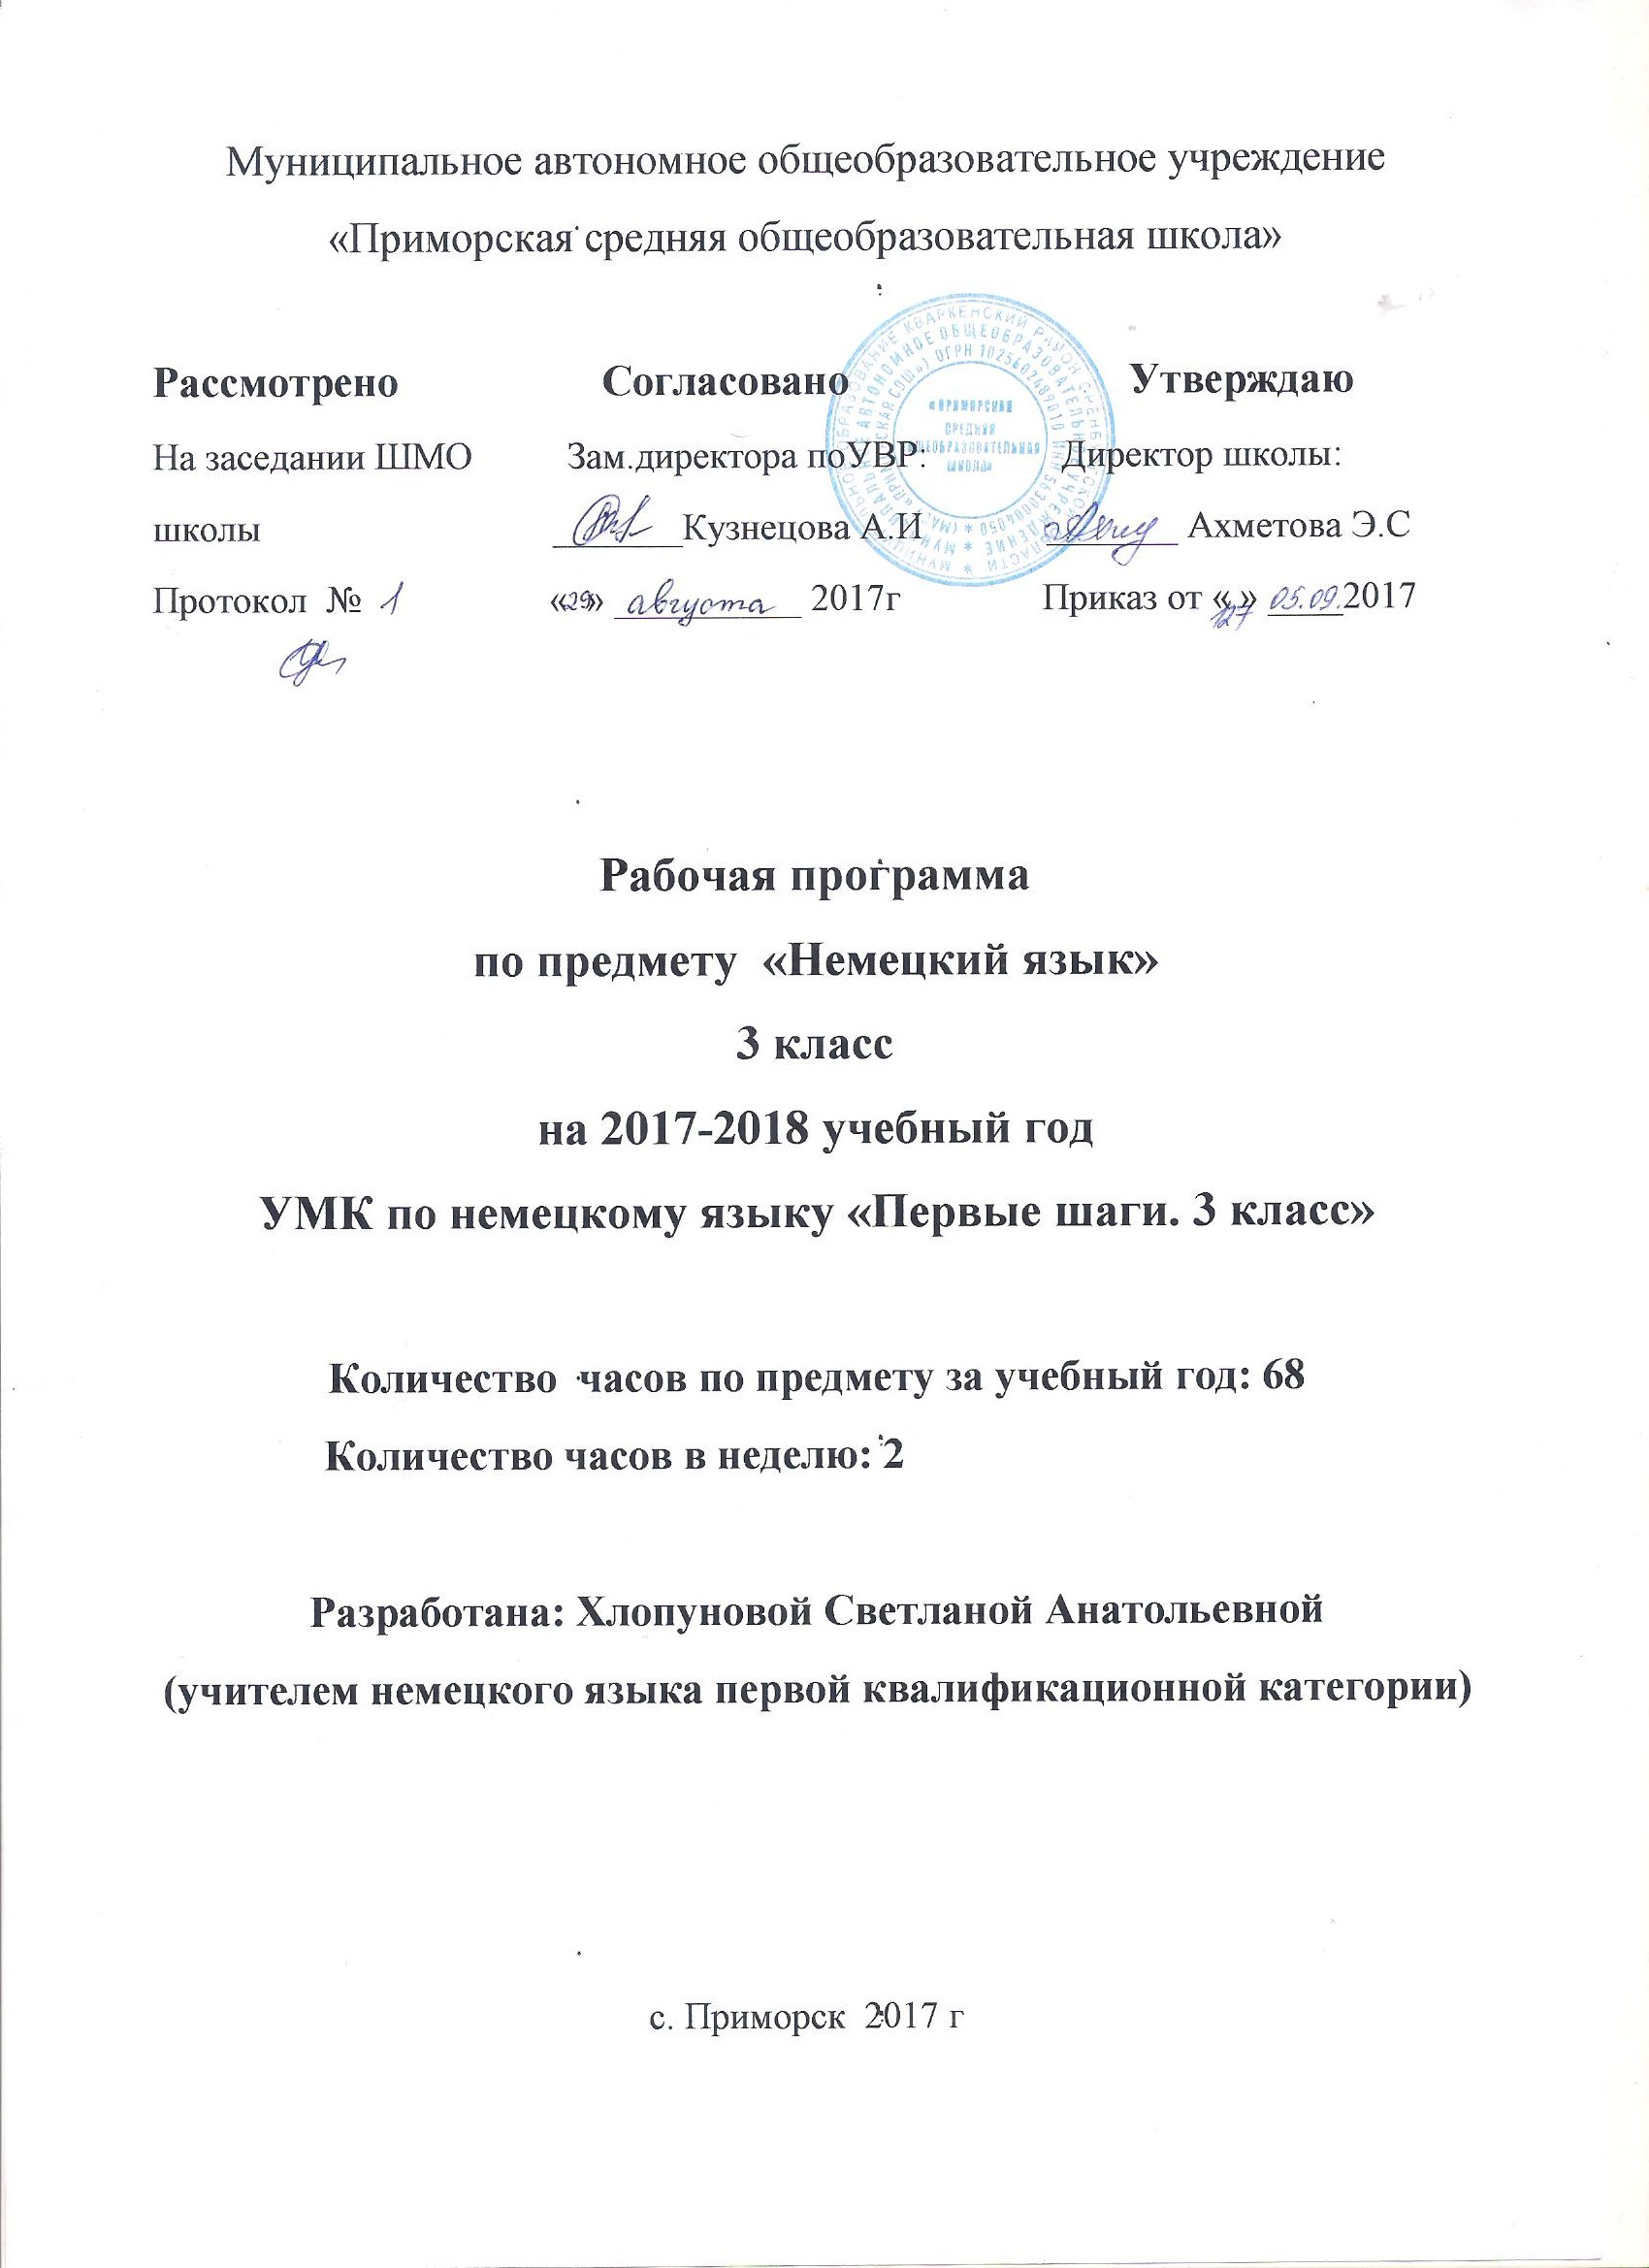 Муниципальное автономное общеобразовательное учреждение
«Приморская средняя общеобразовательная школа»
Рассмотрено Согласовано Утверждаю
На заседании ШМО Зам.директора поУВР: Директор школы:
школы Кузнецова А.И Ахметова Э.С
Протокол № 1 «29» августа 2017г Приказ от « » 05.09.2017
127
«ПРИМОРСКАЯ
СРЕДНЯЯ
ОБЩЕОБРАЗОВАТЕЛЬНАЯ
ШКОЛА»
Рабочая программа
по предмету «Немецкий язык»
3 класс
на 2017-2018 учебный год
УМК по немецкому языку «Первые шаги. 3 класс»
Количество часов по предмету за учебный год: 68
Количество часов в неделю: 2
Разработана: Хлопуновой Светланой Анатольевной
(учителем немецкого языка первой квалификационной категории)
с. Приморск 2017 г